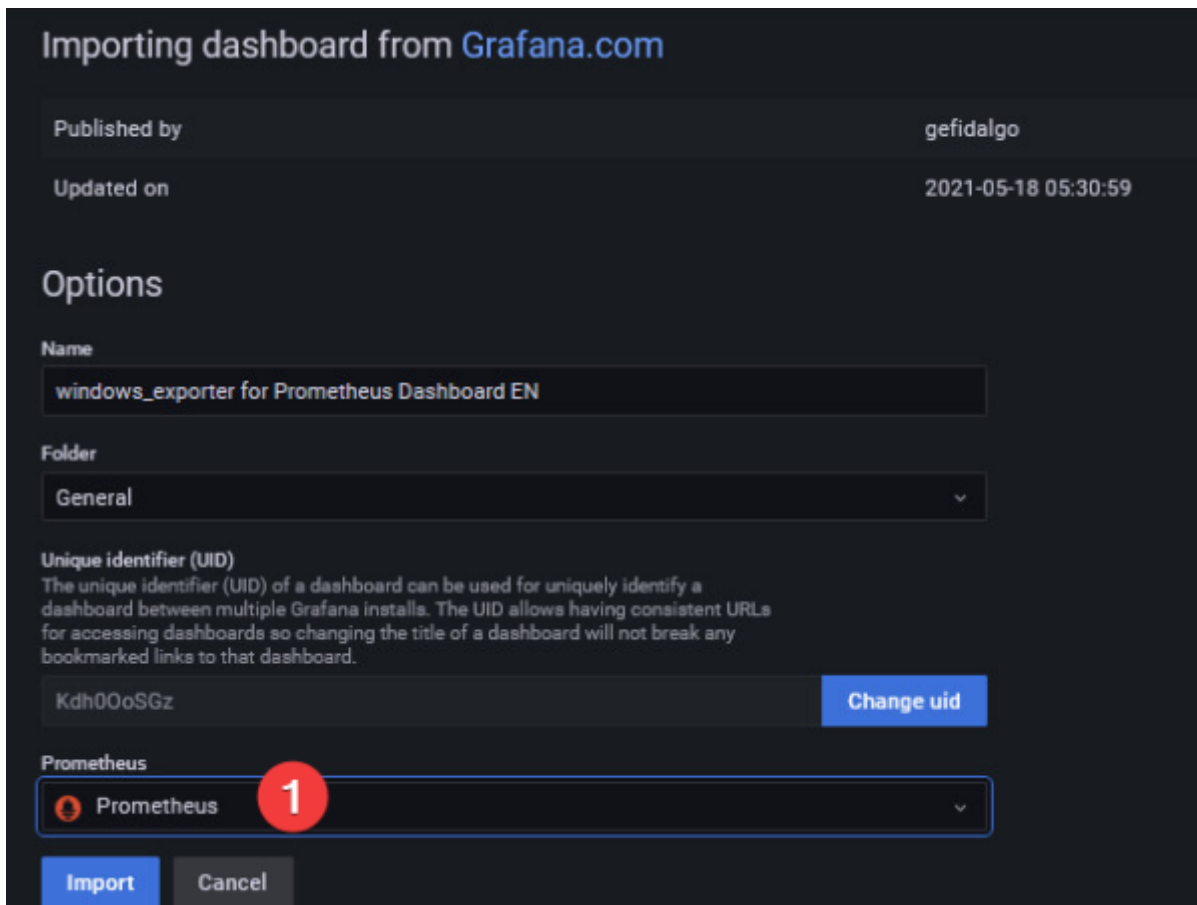 Importing dashboard from Grafana.com
Published by gefidalgo
Updated on 2021-05-18 05:30:59
Options
Name
windows_exporter for Prometheus Dashboard EN
Folder
General
Unique identifier (UID)
The unique identifier (UID) of a dashboard can be used for uniquely identify a
dashboard between multiple Grafana installs. The UID allows having consistent URLs
for accessing dashboards so changing the title of a dashboard will not break any
bookmarked links to that dashboard.
Kdh0OoSGz Change uid
Prometheus
Prometheus 1
Import Cancel